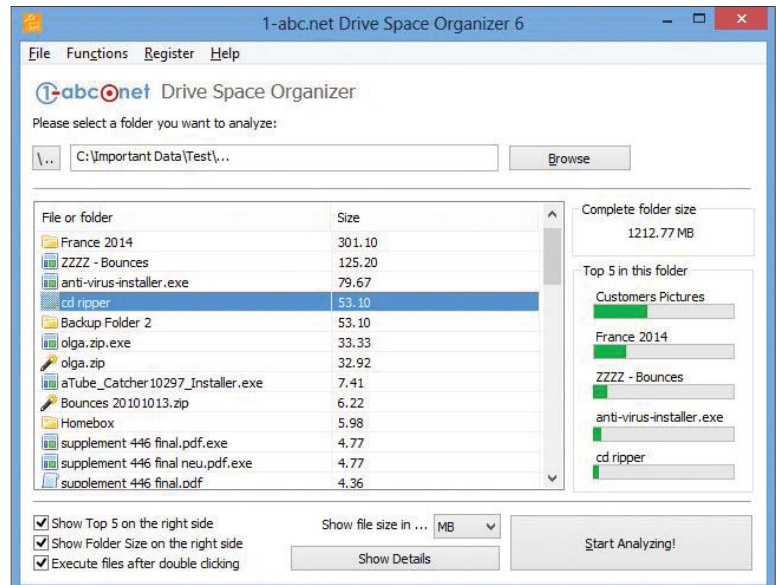 1-abc.net Drive Space Organizer 6
File Functions Register Help
1-abc.net Drive Space Organizer
Please select a folder you want to analyze:
\.. C:\Important Data\Test\... Browse
File or folder Size
France 2014 301.10
ZZZZ - Bounces 125.20
anti-virus-installer.exe 79.67
cd ripper 53.10
Backup Folder 2 53.10
olga.zip.exe 33.33
olga.zip 32.92
aTube_Catcher10297_Installer.exe 7.41
Bounces 20101013.zip 6.22
Homebox 5.98
supplement 446 final.pdf.exe 4.77
supplement 446 final neu.pdf.exe 4.77
supplement 446 final.pdf 4.36
Complete folder size
1212.77 MB
Top 5 in this folder
Customers Pictures
France 2014
ZZZZ - Bounces
anti-virus-installer.exe
cd ripper
Show Top 5 on the right side
Show Folder Size on the right side
Execute files after double clicking
Show file size in ... MB
Show Details
Start Analyzing!